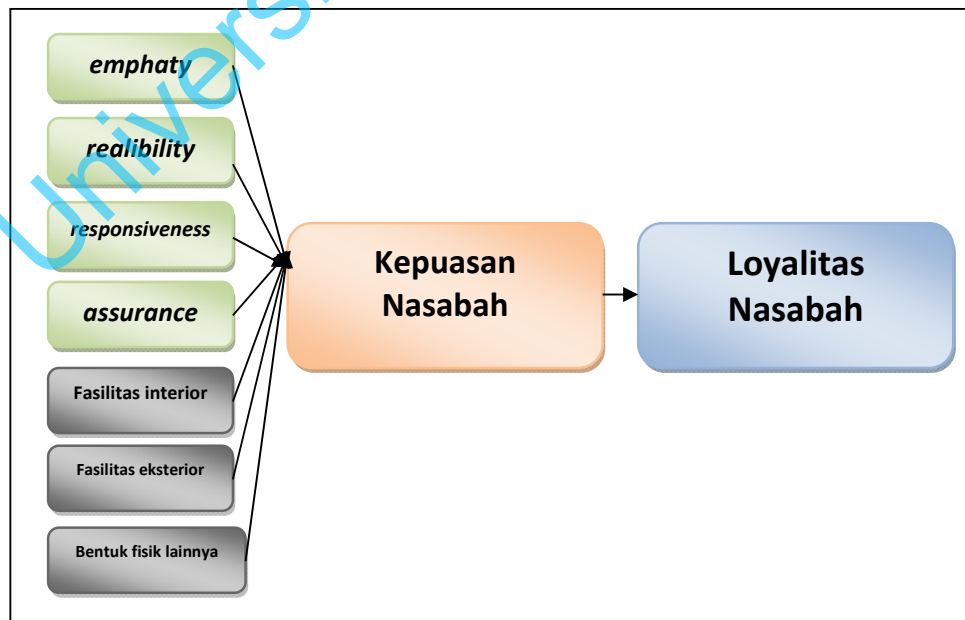 emphaty
realibility
responsiveness
assurance
Fasilitas interior
Fasilitas eksterior
Bentuk fisik lainnya
Kepuasan
Nasabah
Loyalitas
Nasabah